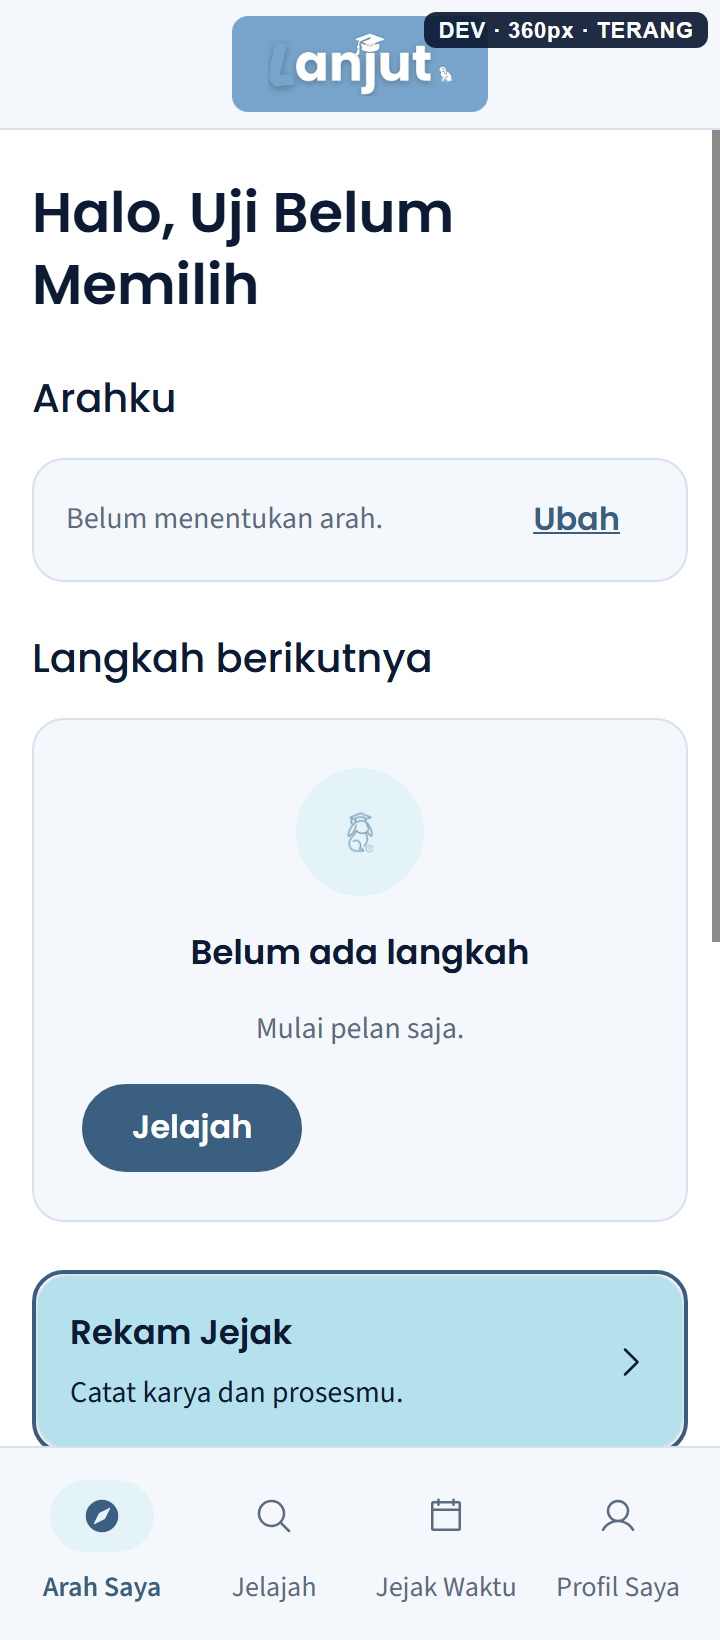 Lanjut
DEV · 360px · TERANG
Halo, Uji Belum
Memilih
Arahku
Belum menentukan arah.
Ubah
Langkah berikutnya
Belum ada langkah
Mulai pelan saja.
Jelajah
Rekam Jejak
Catat karya dan prosesmu.
Arah Saya
Jelajah
Jejak Waktu
Profil Saya